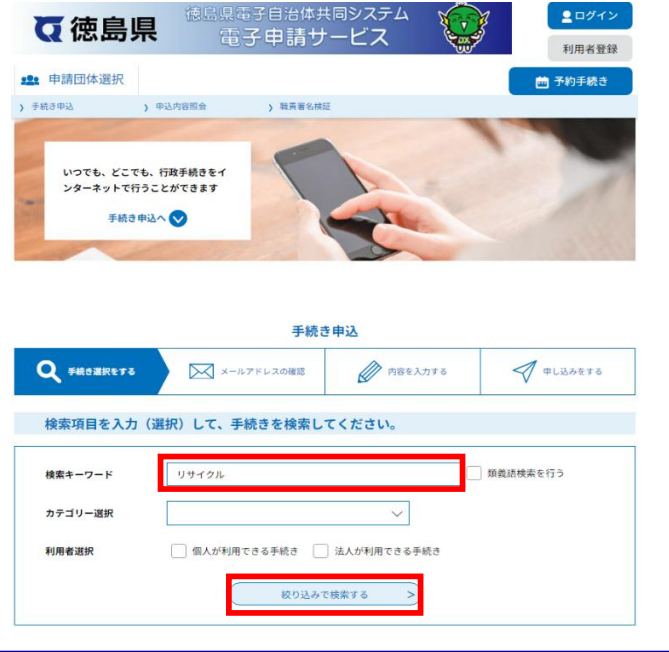 徳島県
徳島県電子自治体共同システム
電子申請サービス
DX
ログイン
利用者登録
申請団体選択
予約手続き
手続き申込
申込内容照会
職責署名検証
いつでも、どこでも、行政手続きをイ
ンターネットで行うことができます
手続き申込へ
手続き申込
手続き選択をする
メールアドレスの確認
内容を入力する
申し込みをする
検索項目を入力（選択）して、手続きを検索してください。
検索キーワード
リサイクル
類義語検索を行う
カテゴリー選択
利用者選択
個人が利用できる手続き
法人が利用できる手続き
絞り込みで検索する